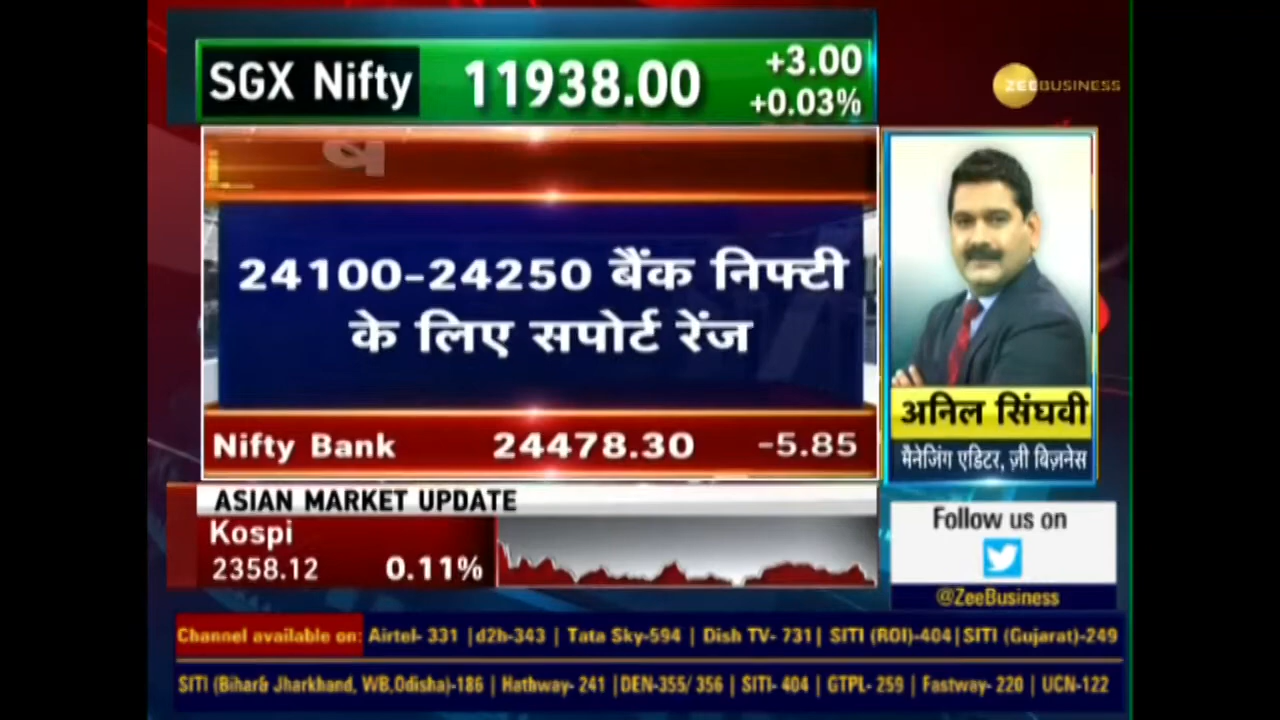 SGX Nifty 11938.00 +3.00
+0.03%
ZEEBUSINESS
24100-24250 बैंक निफ्टी
के लिए सपोर्ट रेंज
Nifty Bank 24478.30 -5.85
अनिल सिंघवी
मैनेजिंग एडिटर, ज़ी बिज़नेस
ASIAN MARKET UPDATE
Kospi
2358.12 0.11%
Follow us on
@ZeeBusiness
Channel available on: Airtel- 331 |d2h-343 | Tata Sky-594 | Dish TV- 731| SITI (ROI)-404|SITI (Gujarat)-249
SITI (Bihar& Jharkhand, WB,Odisha)-186 | Hathway- 241 |DEN-355/ 356 | SITI- 404 | GTPL- 259 | Fastway- 220 | UCN-122